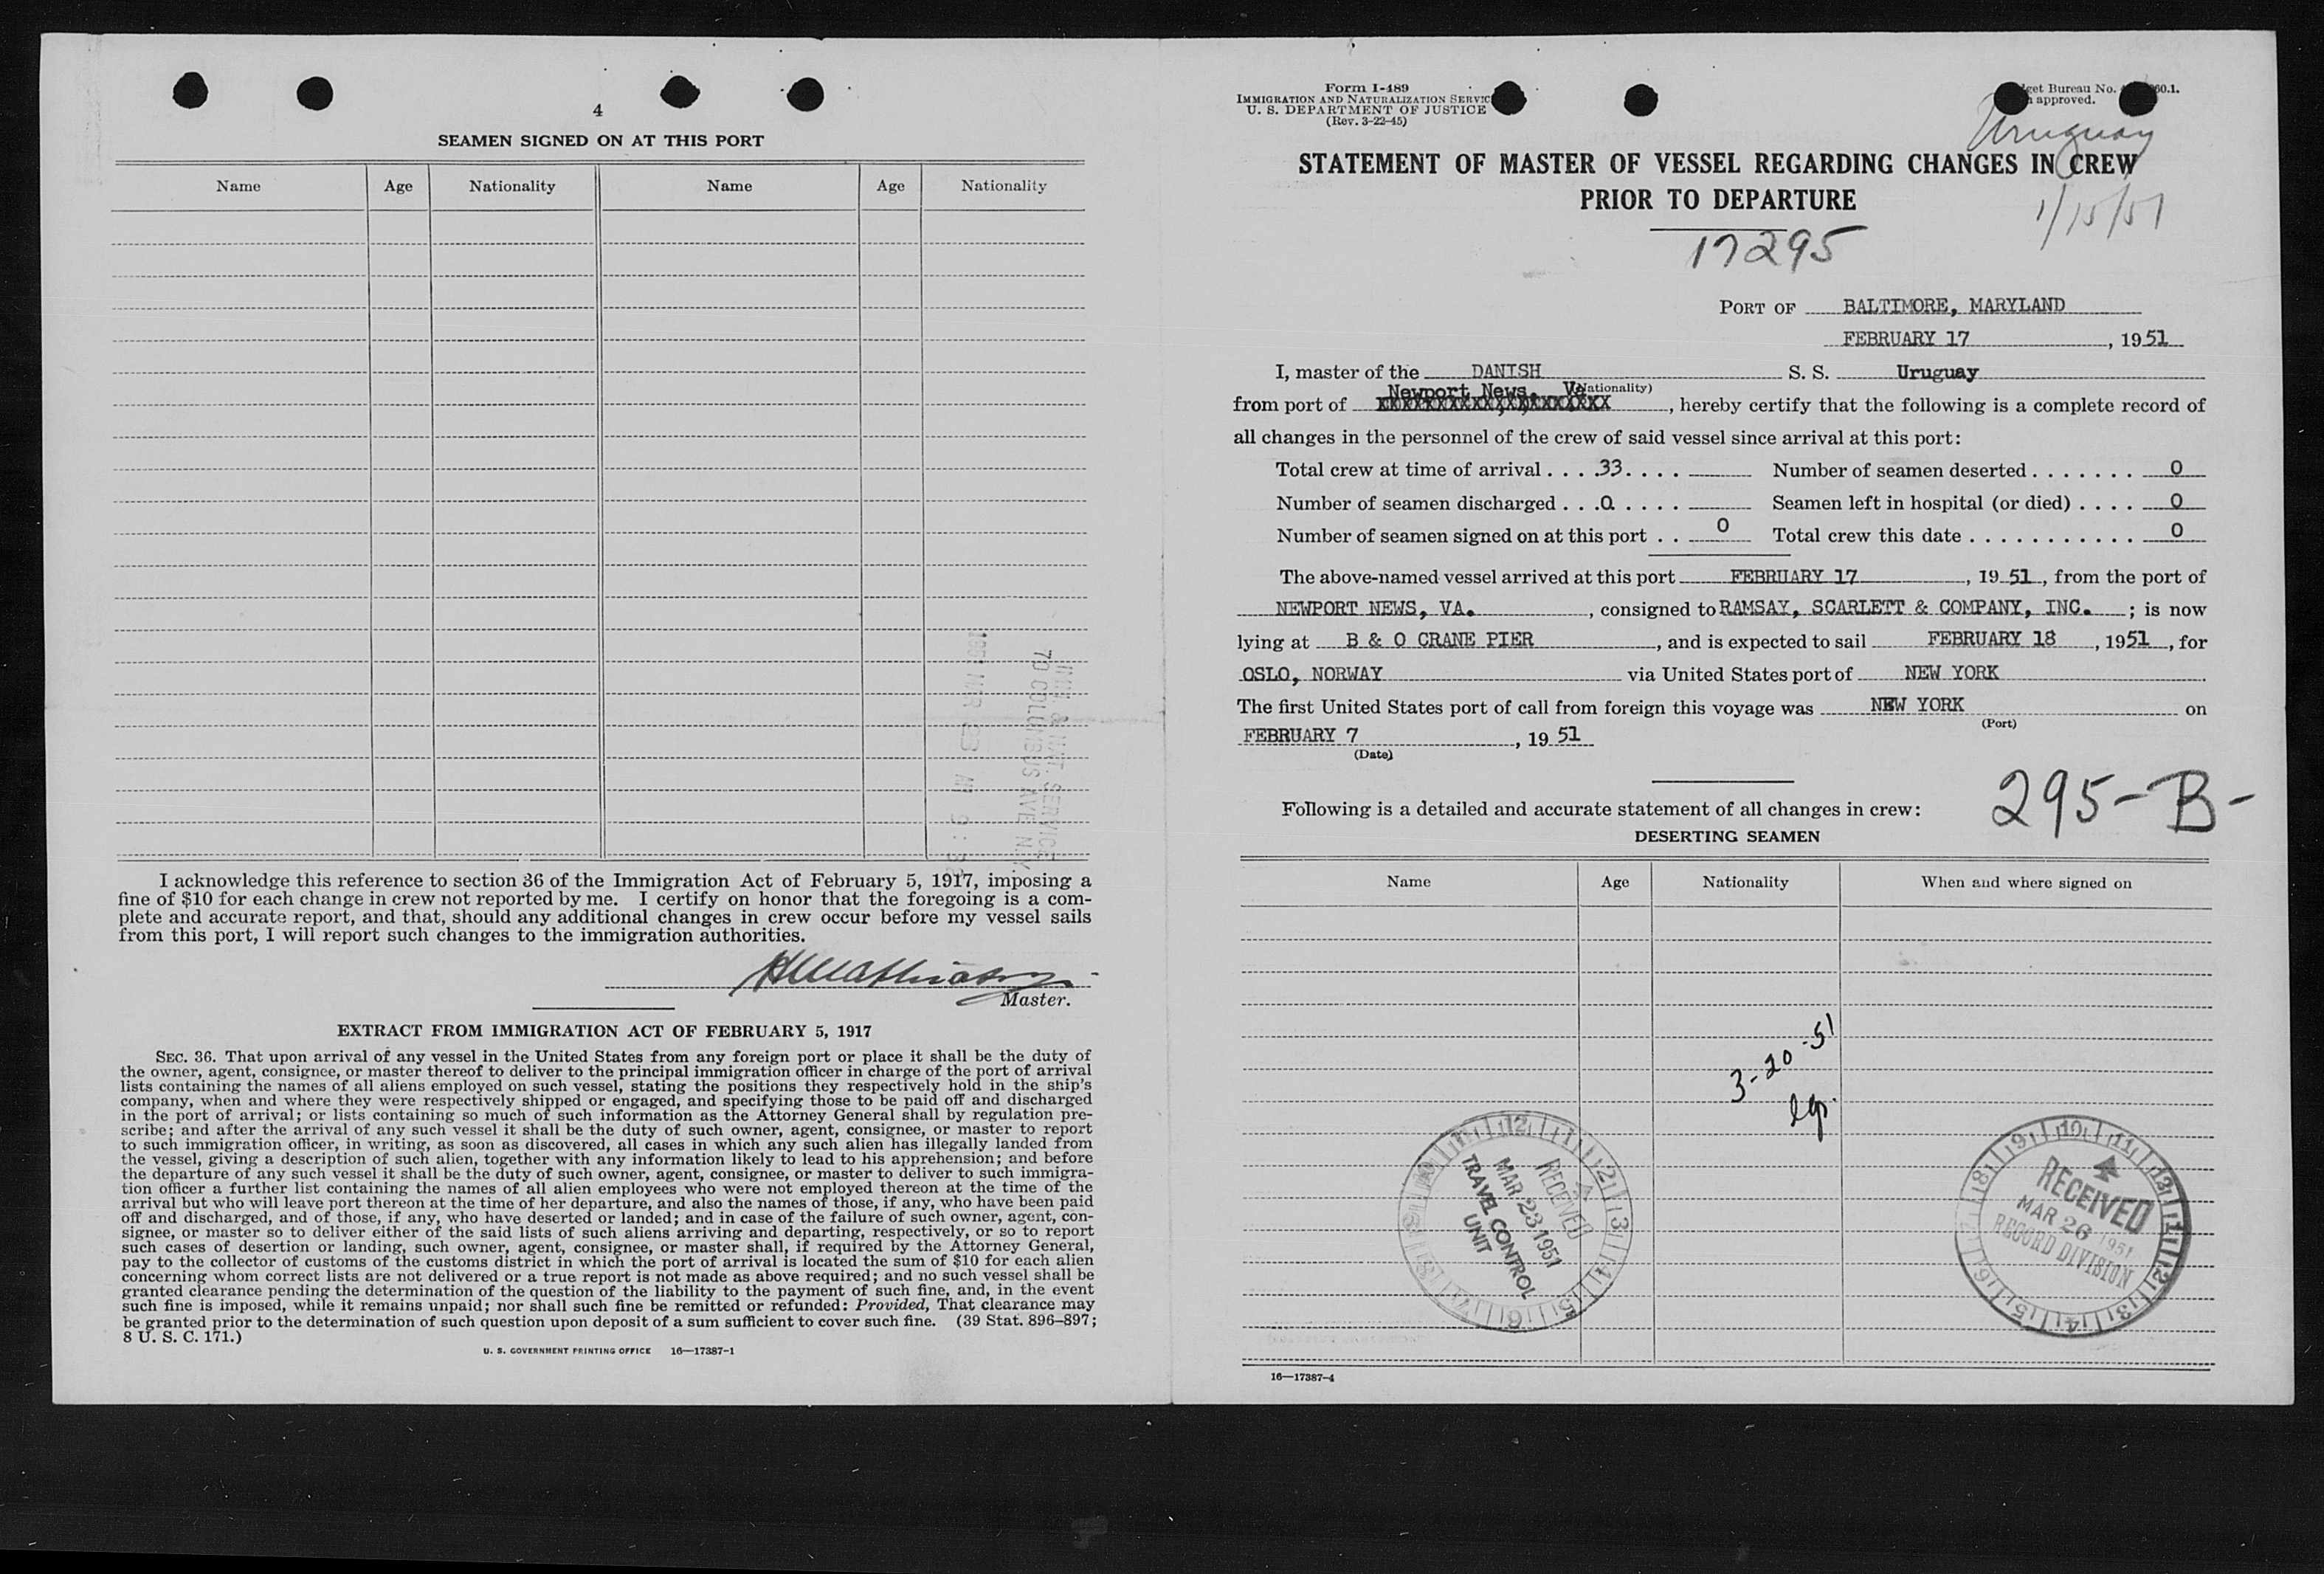 4
SEAMEN SIGNED ON AT THIS PORT
Name Age Nationality Name Age Nationality
1951 MAR 23 AM 9:32
IMM. & NAT. SERVICE
70 COLUMBUS AVE N.Y.
I acknowledge this reference to section 36 of the Immigration Act of February 5, 1917, imposing a
fine of $10 for each change in crew not reported by me. I certify on honor that the foregoing is a com-
plete and accurate report, and that, should any additional changes in crew occur before my vessel sails
from this port, I will report such changes to the immigration authorities.
Master.
EXTRACT FROM IMMIGRATION ACT OF FEBRUARY 5, 1917
SEC. 36. That upon arrival of any vessel in the United States from any foreign port or place it shall be the duty of
the owner, agent, consignee, or master thereof to deliver to the principal immigration officer in charge of the port of arrival
lists containing the names of all aliens employed on such vessel, stating the positions they respectively hold in the ship's
company, when and where they were respectively shipped or engaged, and specifying those to be paid off and discharged
in the port of arrival; or lists containing so much of such information as the Attorney General shall by regulation pre-
scribe; and after the arrival of any such vessel it shall be the duty of such owner, agent, consignee, or master to report
to such immigration officer, in writing, as soon as discovered, all cases in which any such alien has illegally landed from
the vessel, giving a description of such alien, together with any information likely to lead to his apprehension; and before
the departure of any such vessel it shall be the duty of such owner, agent, consignee, or master to deliver to such immigra-
tion officer a further list containing the names of all alien employees who were not employed thereon at the time of the
arrival but who will leave port thereon at the time of her departure, and also the names of those, if any, who have been paid
off and discharged, and of those, if any, who have deserted or landed; and in case of the failure of such owner, agent, con-
signee, or master so to deliver either of the said lists of such aliens arriving and departing, respectively, or so to report
such cases of desertion or landing, such owner, agent, consignee, or master shall, if required by the Attorney General,
pay to the collector of customs of the customs district in which the port of arrival is located the sum of $10 for each alien
concerning whom correct lists are not delivered or a true report is not made as above required; and no such vessel shall be
granted clearance pending the determination of the question of the liability to the payment of such fine, and, in the event
such fine is imposed, while it remains unpaid; nor shall such fine be remitted or refunded: Provided, That clearance may
be granted prior to the determination of such question upon deposit of a sum sufficient to cover such fine. (39 Stat. 896–897;
8 U. S. C. 171.)
U. S. GOVERNMENT PRINTING OFFICE 16—17387-1
Form I-489
IMMIGRATION AND NATURALIZATION SERVIC
U. S. DEPARTMENT OF JUSTICE
(Rev. 3-22-45)
get Bureau No. 60.1.
approved.
Uruguay
STATEMENT OF MASTER OF VESSEL REGARDING CHANGES IN CREW
PRIOR TO DEPARTURE
1/15/51
17295
PORT OF BALTIMORE, MARYLAND
FEBRUARY 17, 1951
I, master of the DANISH S. S. Uruguay
Newport News, Va (Nationality)
from port of XXXXXXXXXXXXXXXXXXXX, hereby certify that the following is a complete record of
all changes in the personnel of the crew of said vessel since arrival at this port:
Total crew at time of arrival . . . .33. . . . Number of seamen deserted . . . . . . . 0
Number of seamen discharged . . .0 . . . . Seamen left in hospital (or died) . . . . 0
Number of seamen signed on at this port . . 0 Total crew this date . . . . . . . . . . . 0
The above-named vessel arrived at this port FEBRUARY 17, 1951, from the port of
NEWPORT NEWS, VA., consigned to RAMSAY, SCARLETT & COMPANY, INC. ; is now
lying at B & O CRANE PIER, and is expected to sail FEBRUARY 18, 1951, for
OSLO, NORWAY via United States port of NEW YORK
The first United States port of call from foreign this voyage was NEW YORK on
(Port)
FEBRUARY 7, 1951
(Date)
295-B-
Following is a detailed and accurate statement of all changes in crew:
DESERTING SEAMEN
Name Age Nationality When and where signed on
3-20-51
RECEIVED
MAR 23 1951
TRAVEL CONTROL
UNIT
RECEIVED
MAR 26 1951
RECORD DIVISION
16—17387-4